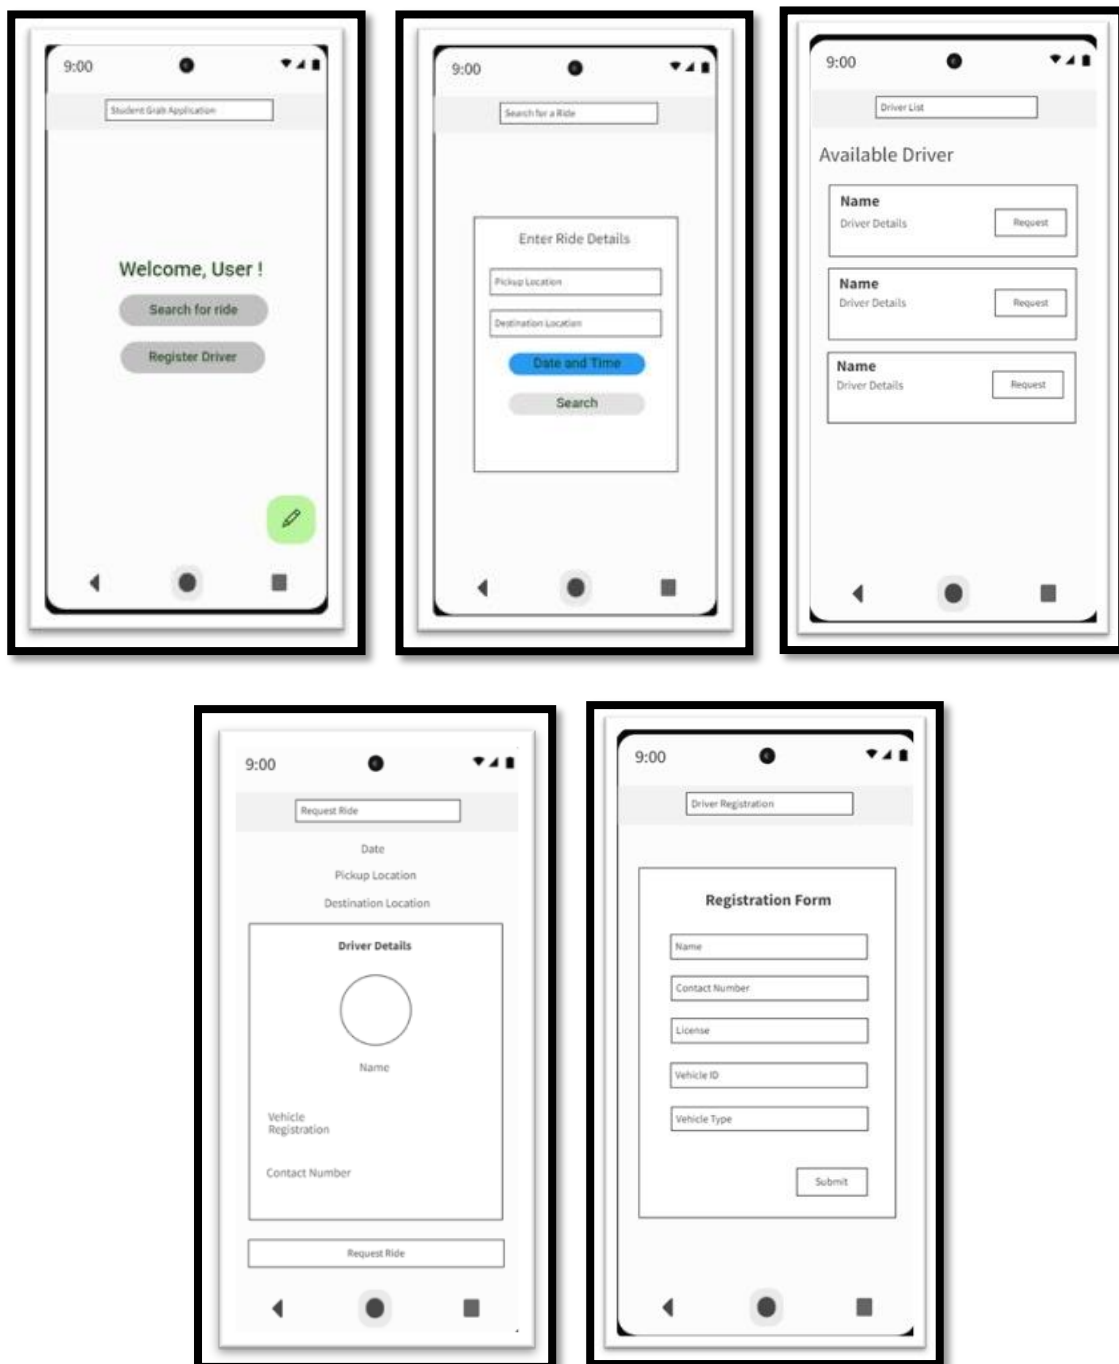 9:00
Student Grab Application
Welcome, User !
Search for ride
Register Driver
9:00
Search for a Ride
Enter Ride Details
Pickup Location
Destination Location
Date and Time
Search
9:00
Driver List
Available Driver
Name
Driver Details
Request
Name
Driver Details
Request
Name
Driver Details
Request
9:00
Request Ride
Date
Pickup Location
Destination Location
Driver Details
Name
Vehicle
Registration
Contact Number
Request Ride
9:00
Driver Registration
Registration Form
Name
Contact Number
License
Vehicle ID
Vehicle Type
Submit